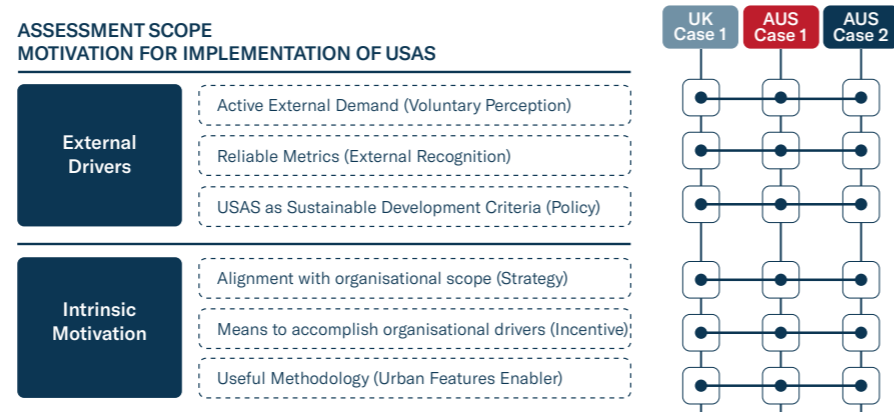 ASSESSMENT SCOPE
MOTIVATION FOR IMPLEMENTATION OF USAS
UK
Case 1
AUS
Case 1
AUS
Case 2
External
Drivers
Active External Demand (Voluntary Perception)
Reliable Metrics (External Recognition)
USAS as Sustainable Development Criteria (Policy)
Intrinsic
Motivation
Alignment with organisational scope (Strategy)
Means to accomplish organisational drivers (Incentive)
Useful Methodology (Urban Features Enabler)